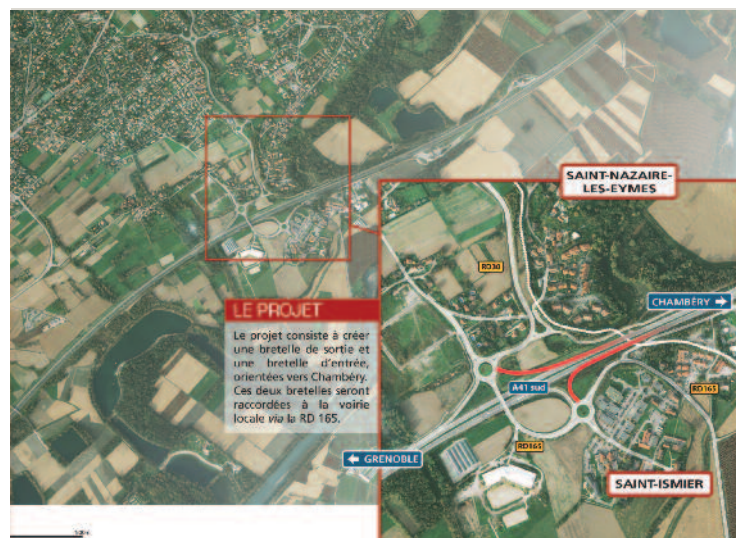 SAINT-NAZAIRE-
LES-EYMES
RD30
CHAMBÉRY
LE PROJET
Le projet consiste à créer
une bretelle de sortie et
une bretelle d'entrée,
orientées vers Chambéry.
Ces deux bretelles seront
raccordées à la voirie
locale via la RD 165.
A41 sud
RD165
RD165
GRENOBLE
SAINT-ISMIER